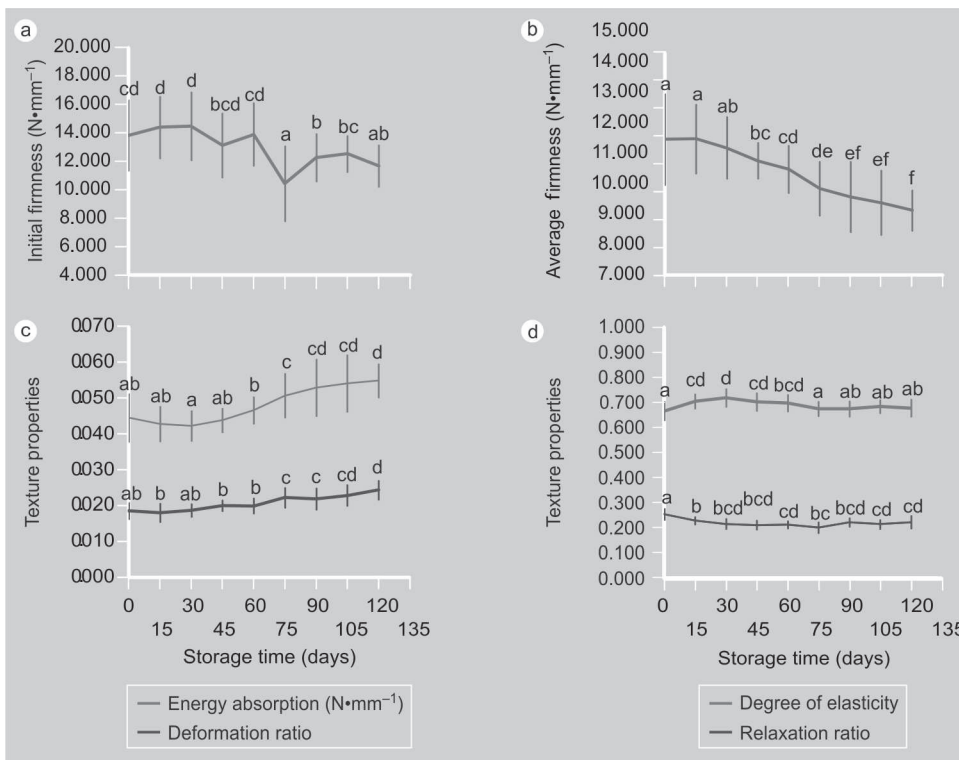 a
Initial firmness (N•mm−1)
20.000
18.000
16.000
14.000
12.000
10.000
8.000
6.000
4.000
cd d d bcd cd a b bc ab
b
Average firmness (N•mm−1)
15.000
14.000
13.000
12.000
11.000
10.000
9.000
8.000
7.000
a a ab bc cd de ef ef f
c
Texture properties
0.070
0.060
0.050
0.040
0.030
0.020
0.000
ab ab a ab b c cd cd d
ab b ab b b c c cd d
0 30 60 90 120
15 45 75 105 135
Storage time (days)
Energy absorption (N•mm−1)
Deformation ratio
d
Texture properties
1.000
0.900
0.800
0.700
0.600
0.500
0.400
0.300
0.200
0.100
0.000
a cd d cd bcd a ab ab ab
a b bcd bcd cd bc bcd cd cd
0 30 60 90 120
15 45 75 105 135
Storage time (days)
Degree of elasticity
Relaxation ratio